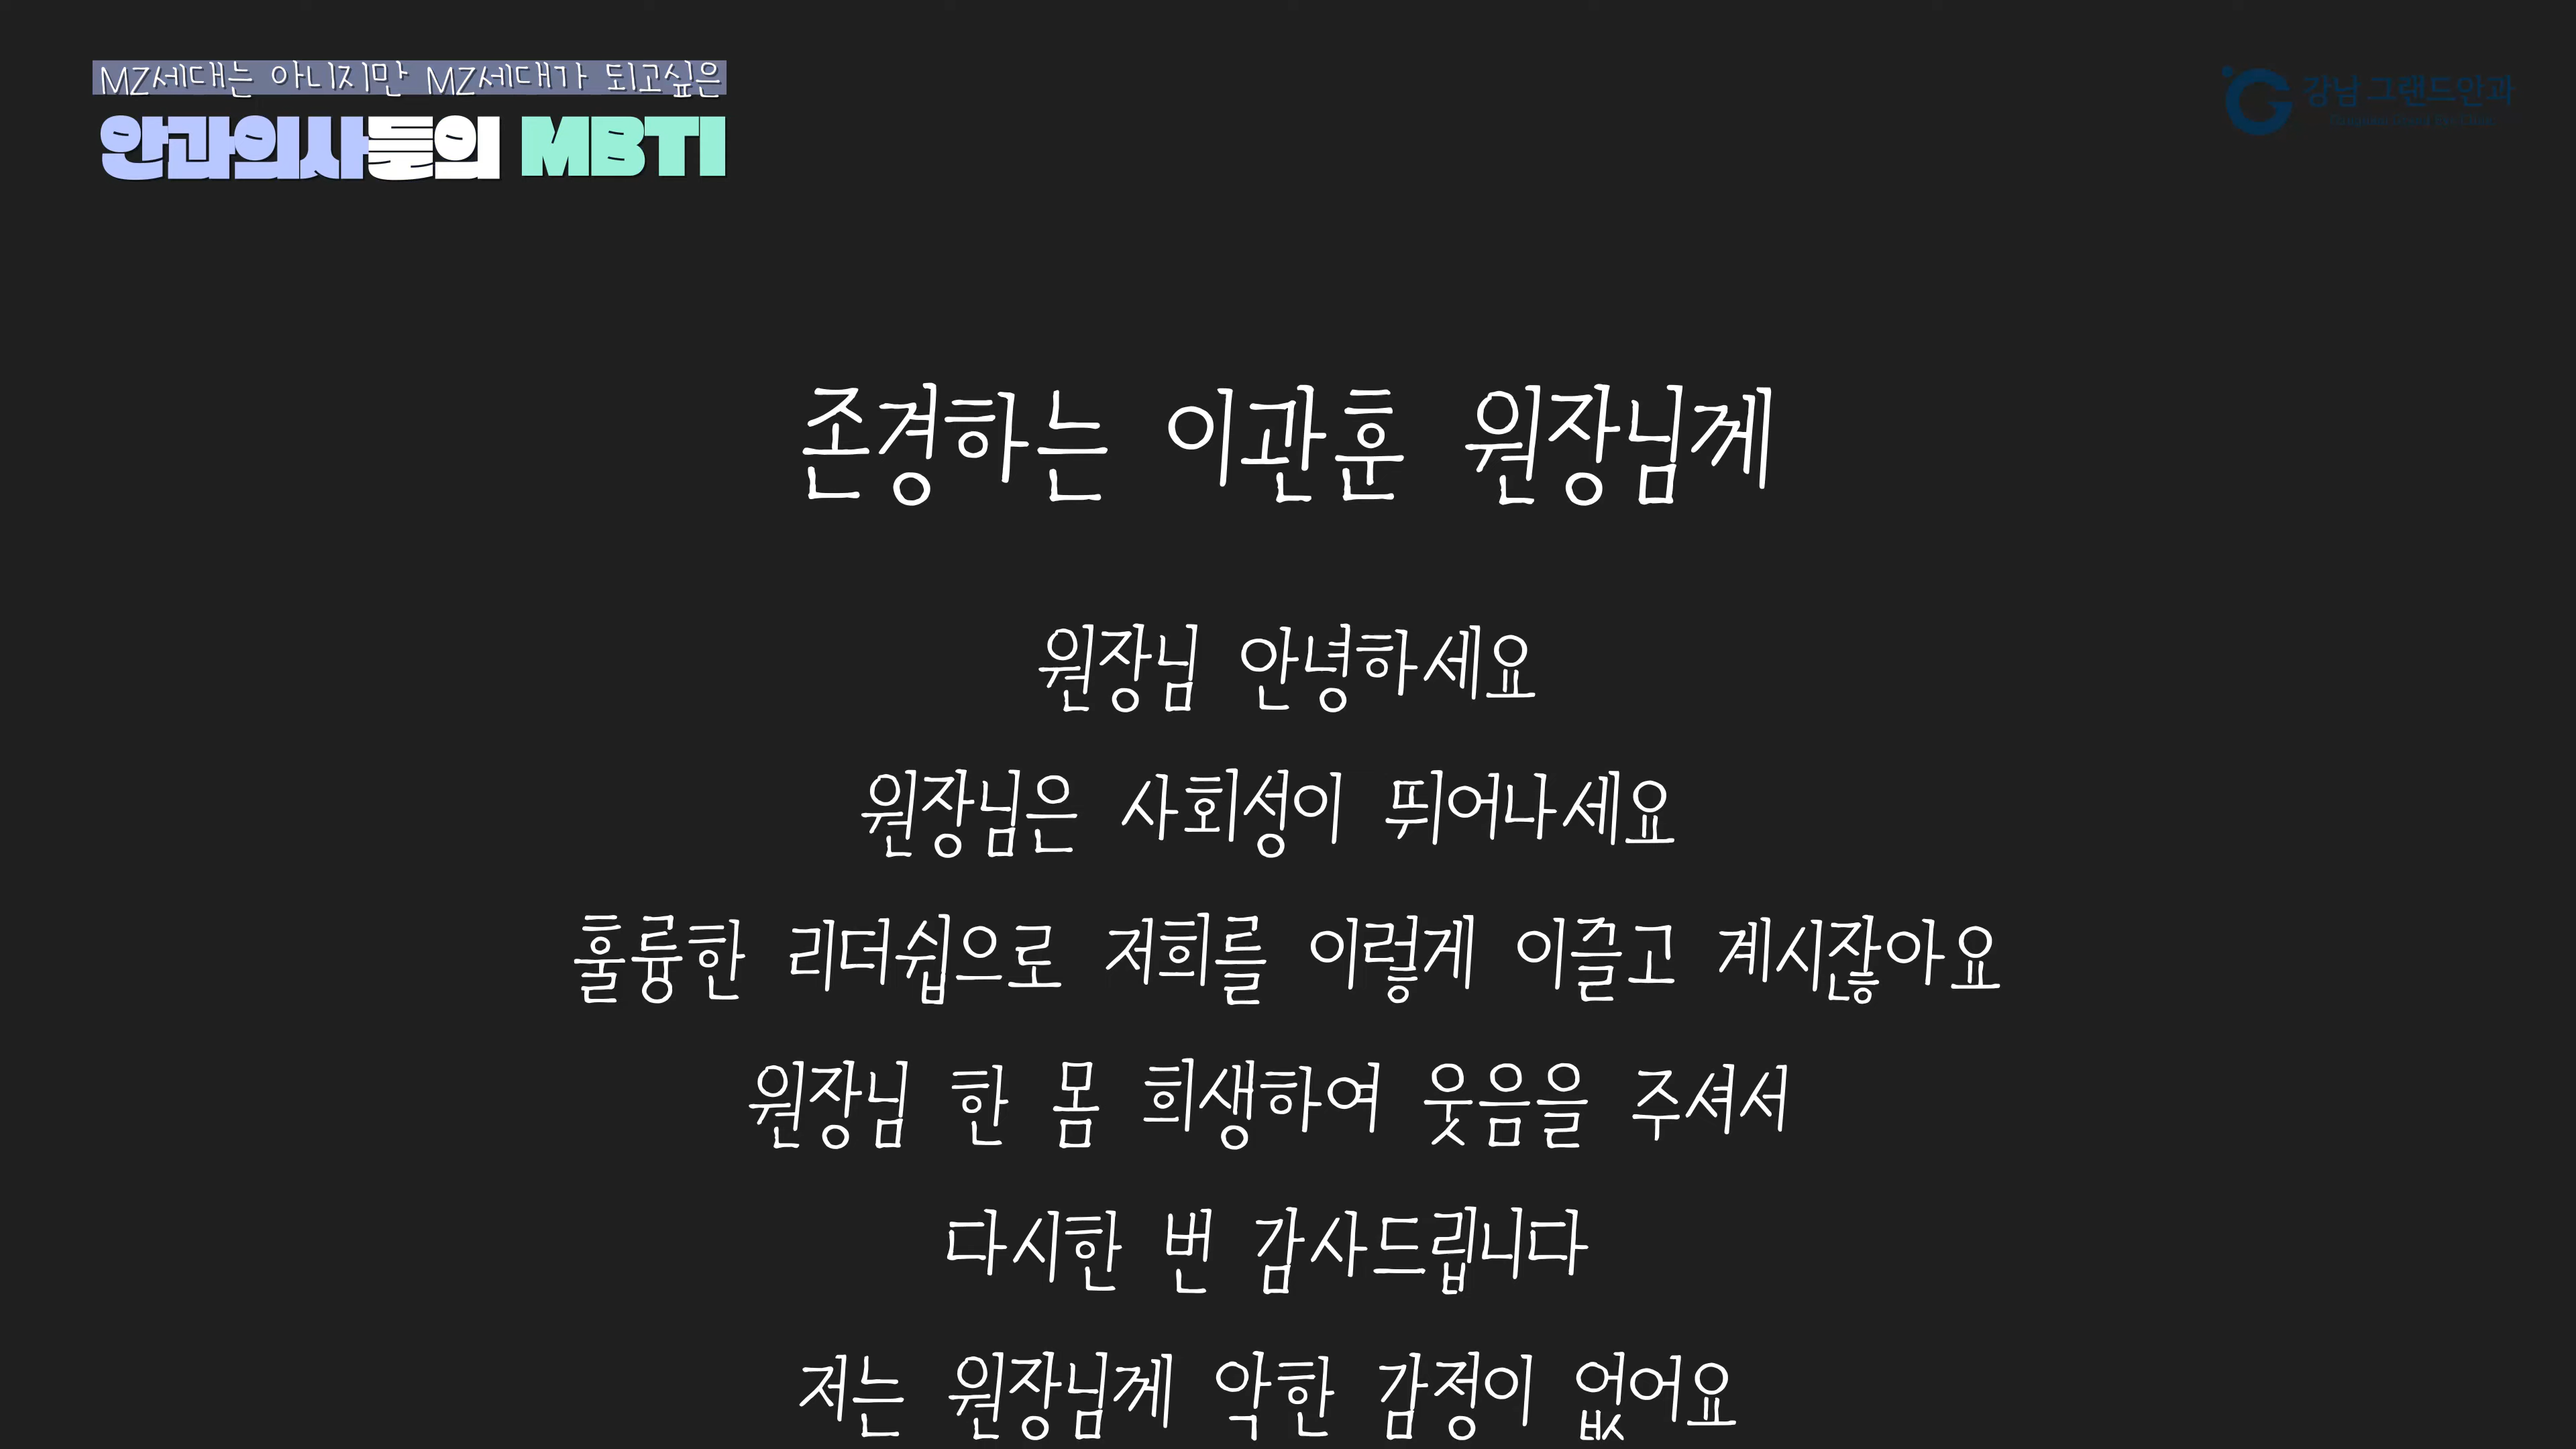 MZ세대는 아니지만 MZ세대가 되고싶은
안과의사들의 MBTI
강남 그랜드안과
존경하는 이관훈 원장님께
원장님 안녕하세요
원장님은 사회성이 뛰어나세요
훌륭한 리더쉽으로 저희를 이렇게 이끌고 계시잖아요
원장님 한 몸 희생하여 웃음을 주셔서
다시한 번 감사드립니다
저는 원장님께 악한 감정이 없어요